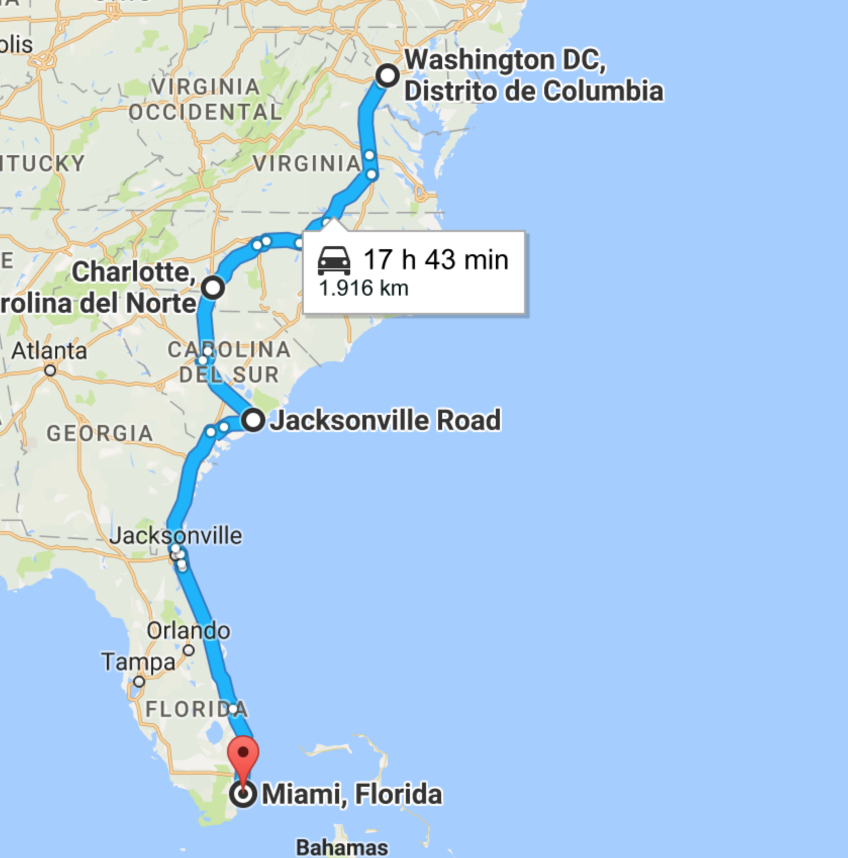 olis
Washington DC,
Distrito de Columbia
VIRGINIA
OCCIDENTAL
NTUCKY
VIRGINIA
E
17 h 43 min
1.916 km
Charlotte,
rolina del Norte
Atlanta
CAROLINA
DEL SUR
Jacksonville Road
GEORGIA
Jacksonville
Orlando
Tampa
FLORIDA
Miami, Florida
Bahamas